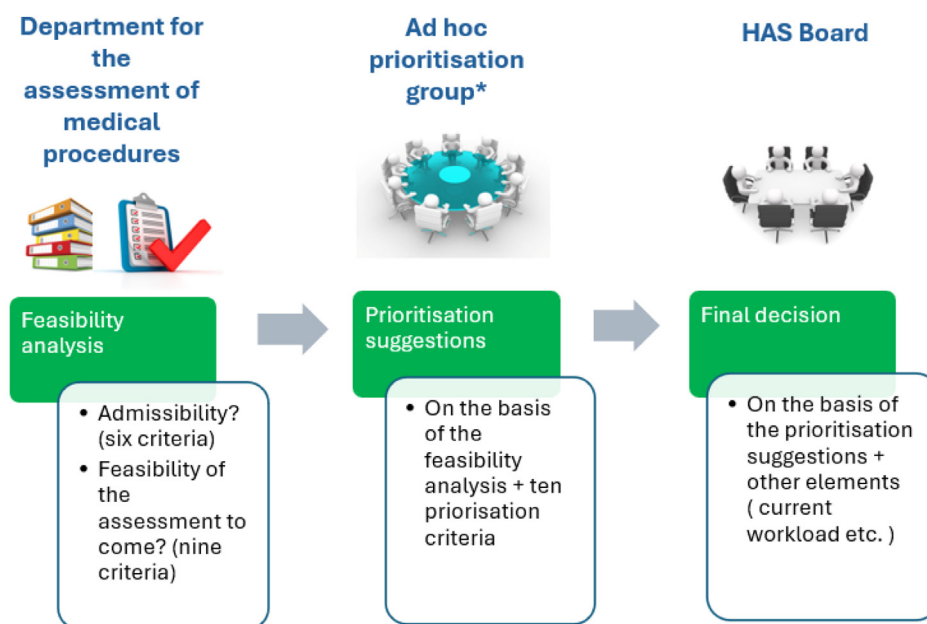 Department for
the
assessment of
medical
procedures
Ad hoc
prioritisation
group*
HAS Board
Feasibility
analysis
Prioritisation
suggestions
Final decision
• Admissibility?
(six criteria)
• Feasibility of
the
assessment to
come? (nine
criteria)
• On the basis
of the
feasibility
analysis + ten
priorisation
criteria
• On the basis of
the prioritisation
suggestions +
other elements
( current
workload etc. )